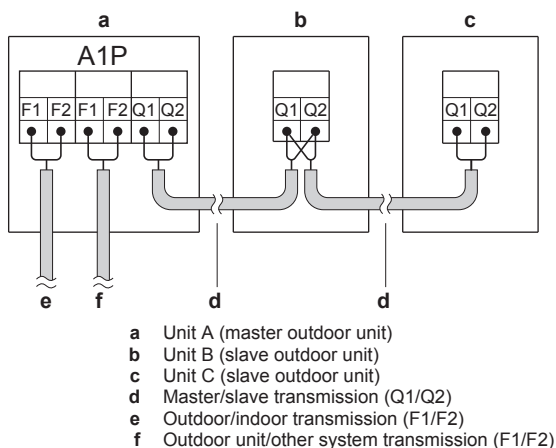 a b c
A1P
F1 F2 F1 F2 Q1 Q2 Q1 Q2 Q1 Q2
e f d d
a Unit A (master outdoor unit)
b Unit B (slave outdoor unit)
c Unit C (slave outdoor unit)
d Master/slave transmission (Q1/Q2)
e Outdoor/indoor transmission (F1/F2)
f Outdoor unit/other system transmission (F1/F2)